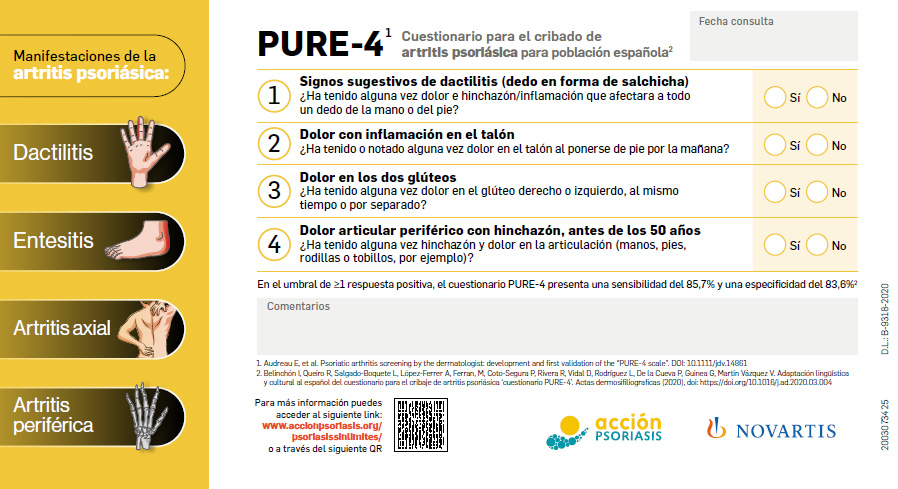 Manifestaciones de la
artritis psoriásica:
Dactilitis
Entesitis
Artritis axial
Artritis
periférica
PURE-4¹
Cuestionario para el cribado de
artritis psoriásica para población española²
Fecha consulta
1
Signos sugestivos de dactilitis (dedo en forma de salchicha)
¿Ha tenido alguna vez dolor e hinchazón/inflamación que afectara a todo
un dedo de la mano o del pie?
Sí
No
2
Dolor con inflamación en el talón
¿Ha tenido o notado alguna vez dolor en el talón al ponerse de pie por la mañana?
Sí
No
3
Dolor en los dos glúteos
¿Ha tenido alguna vez dolor en el glúteo derecho o izquierdo, al mismo
tiempo o por separado?
Sí
No
4
Dolor articular periférico con hinchazón, antes de los 50 años
¿Ha tenido alguna vez hinchazón y dolor en la articulación (manos, pies,
rodillas o tobillos, por ejemplo)?
Sí
No
En el umbral de ≥1 respuesta positiva, el cuestionario PURE-4 presenta una sensibilidad del 85,7% y una especificidad del 83,6%²
Comentarios
1. Audreau E, et al. Psoriatic arthritis screening by the dermatologist: development and first validation of the "PURE-4 scale". DOI: 10.1111/jdv.14861
2. Belinchón I, Queiro R, Salgado-Boquete L, López-Ferrer A, Ferran, M, Coto-Segura P, Rivera R, Vidal D, Rodríguez L, De la Cueva P, Guinea G, Martin Vázquez V. Adaptación lingüística
y cultural al español del cuestionario para el cribaje de artritis psoriásica 'cuestionario PURE-4'. Actas dermosifiliograficas (2020), doi: https://doi.org/10.1016/j.ad.2020.03.004
Para más información puedes
acceder al siguiente link:
www.accionpsoriasis.org/
psoriasissinlimites/
o a través del siguiente QR
acción
PSORIASIS
NOVARTIS
D.L.: B-9318-2020
2003073425